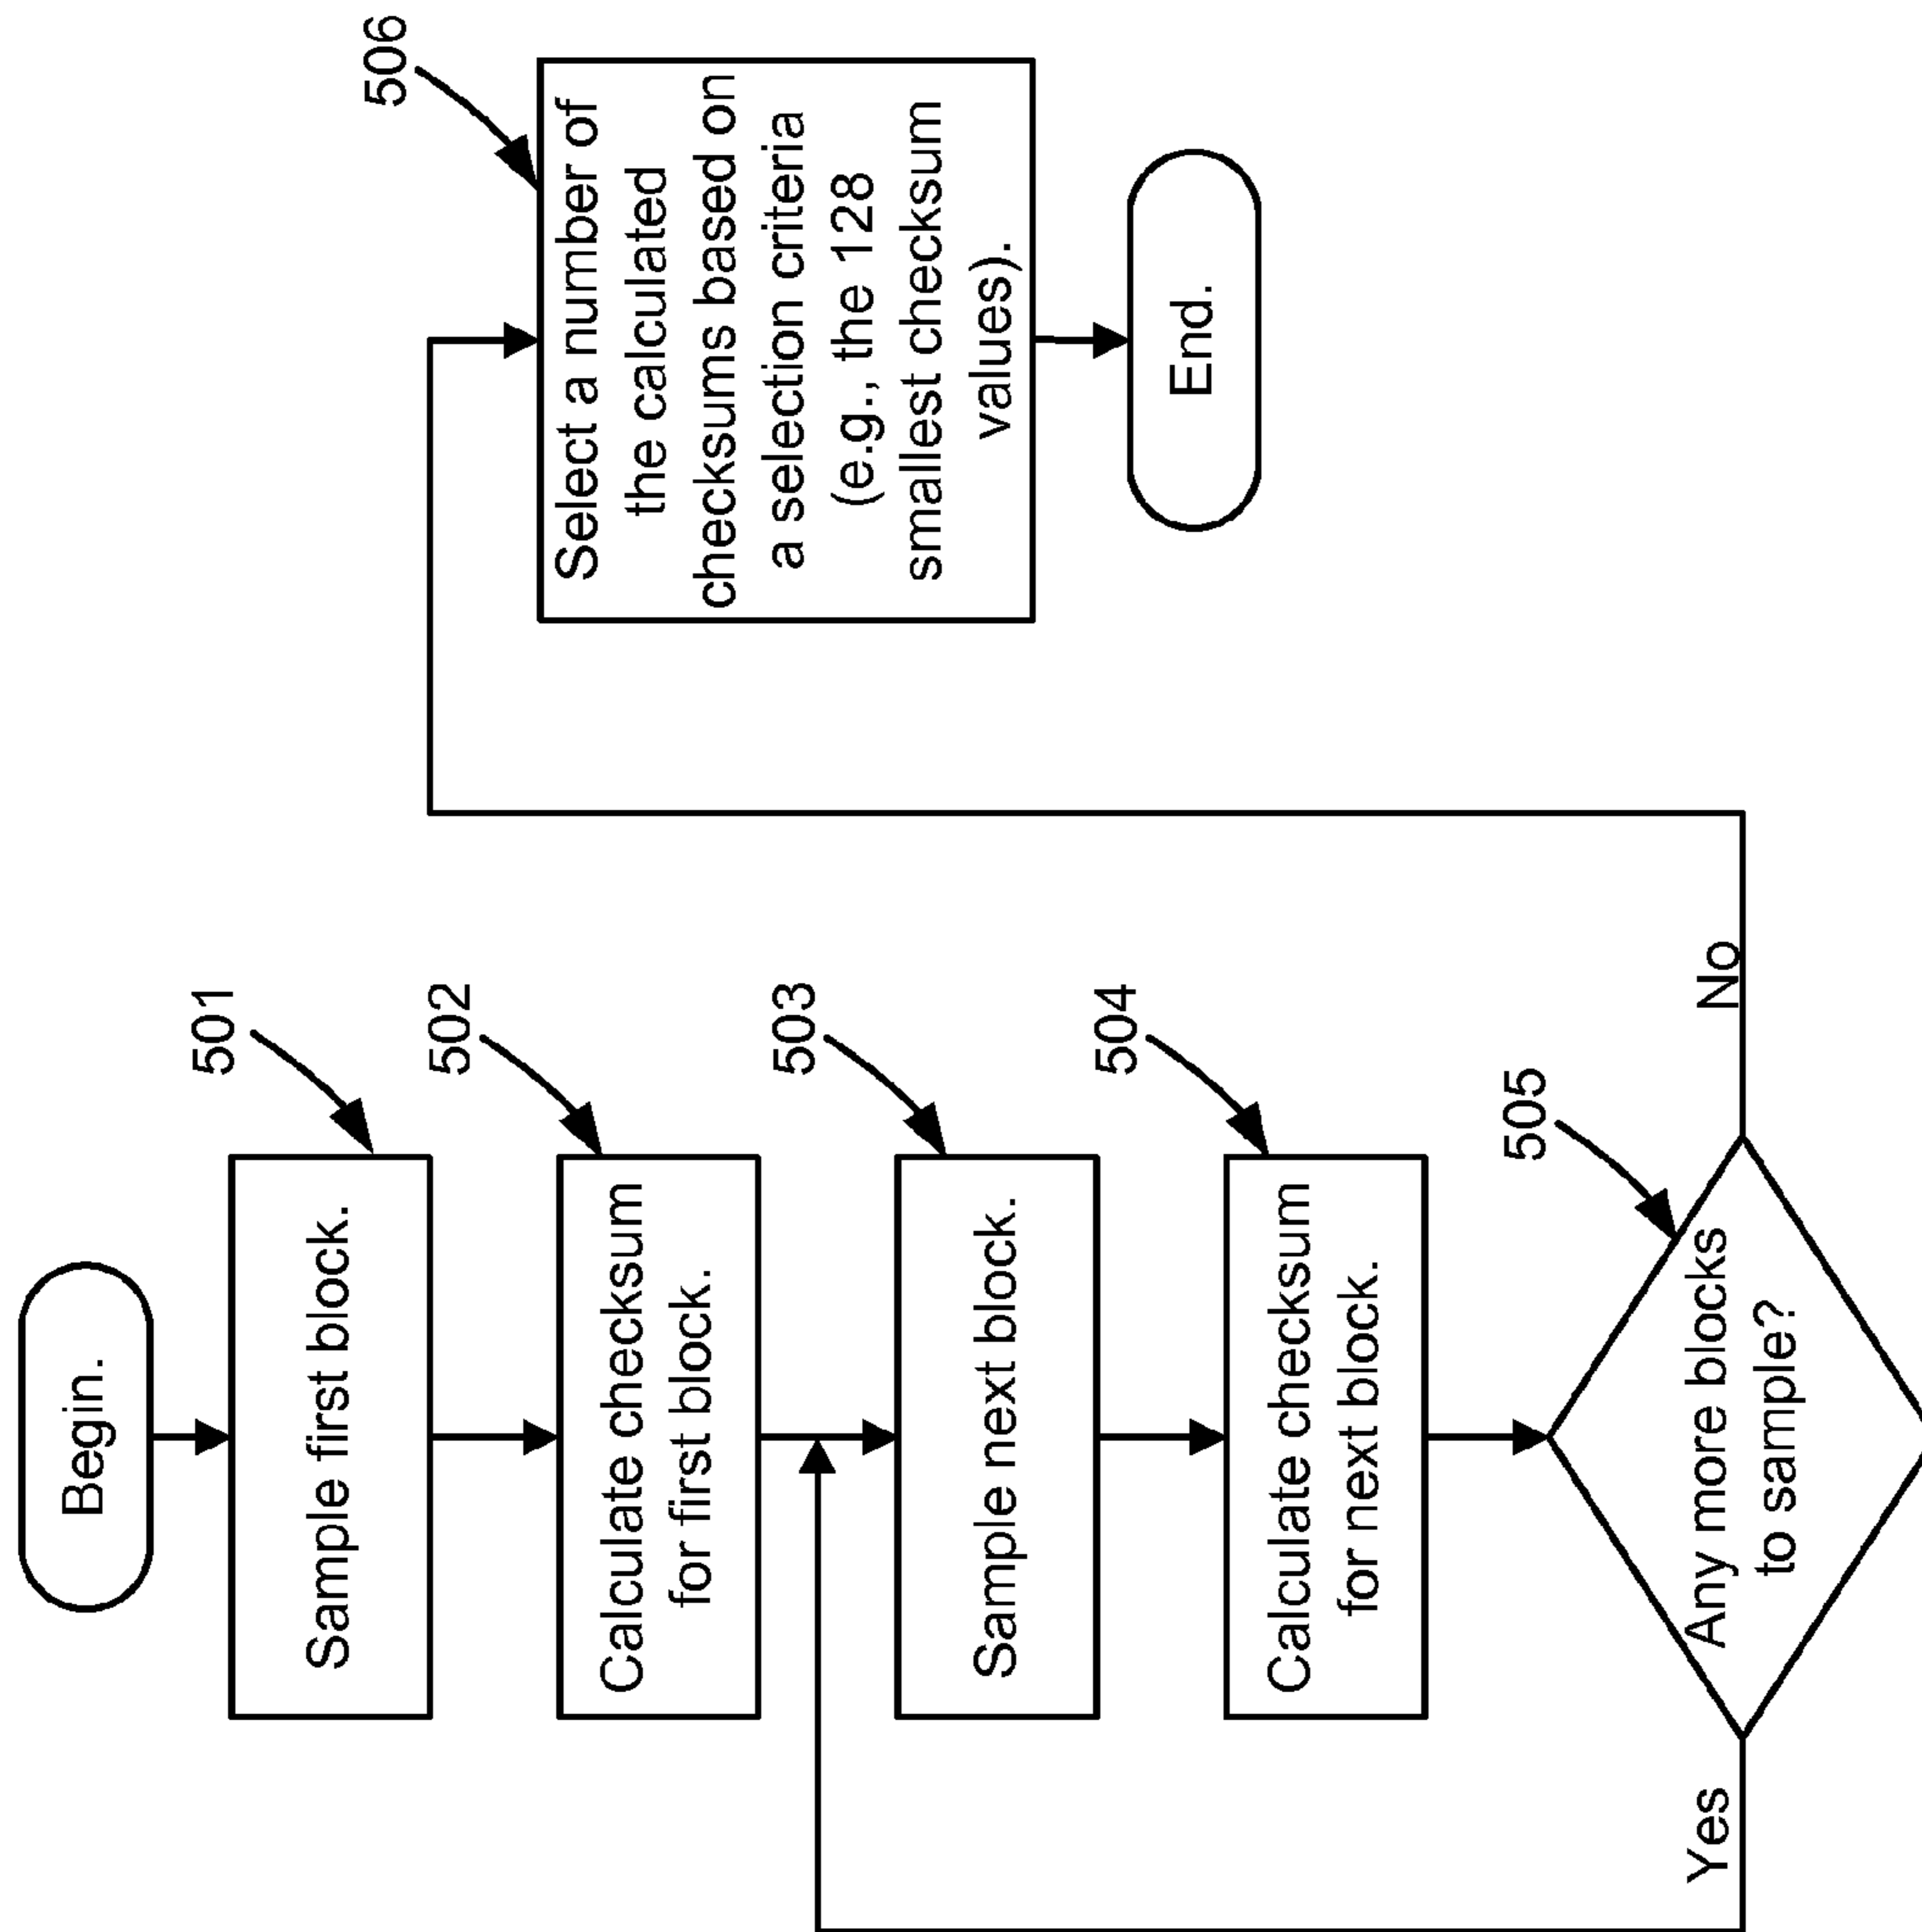 Begin.
501
Sample first block.
502
Calculate checksum
for first block.
503
Sample next block.
504
Calculate checksum
for next block.
505
Any more blocks
to sample?
Yes
No
506
Select a number of
the calculated
checksums based on
a selection criteria
(e.g., the 128
smallest checksum
values).
End.